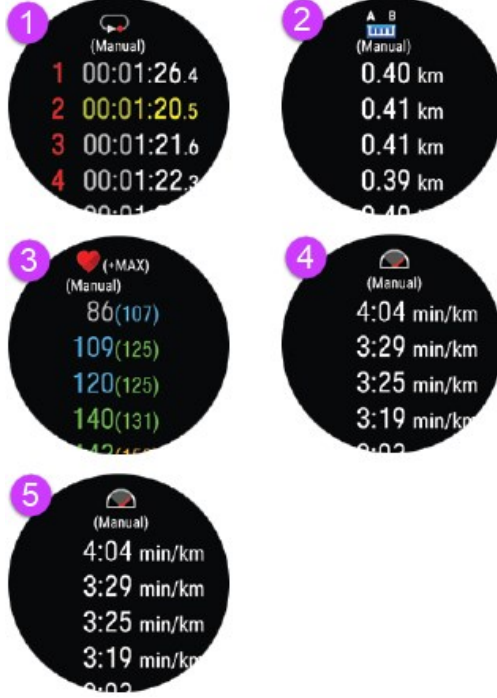 1
(Manual)
1 00:01:26.4
2 00:01:20.5
3 00:01:21.6
4 00:01:22.3
2
A B
(Manual)
0.40 km
0.41 km
0.41 km
0.39 km
3
(+MAX)
(Manual)
86(107)
109(125)
120(125)
140(131)
4
(Manual)
4:04 min/km
3:29 min/km
3:25 min/km
3:19 min/km
5
(Manual)
4:04 min/km
3:29 min/km
3:25 min/km
3:19 min/km